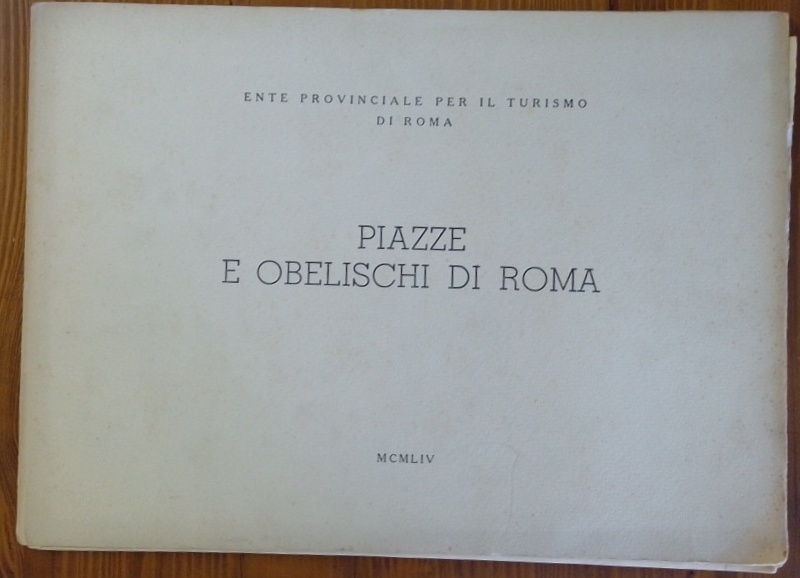 ENTE PROVINCIALE PER IL TURISMO
DI ROMA
PIAZZE
E OBELISCHI DI ROMA
MCMLIV